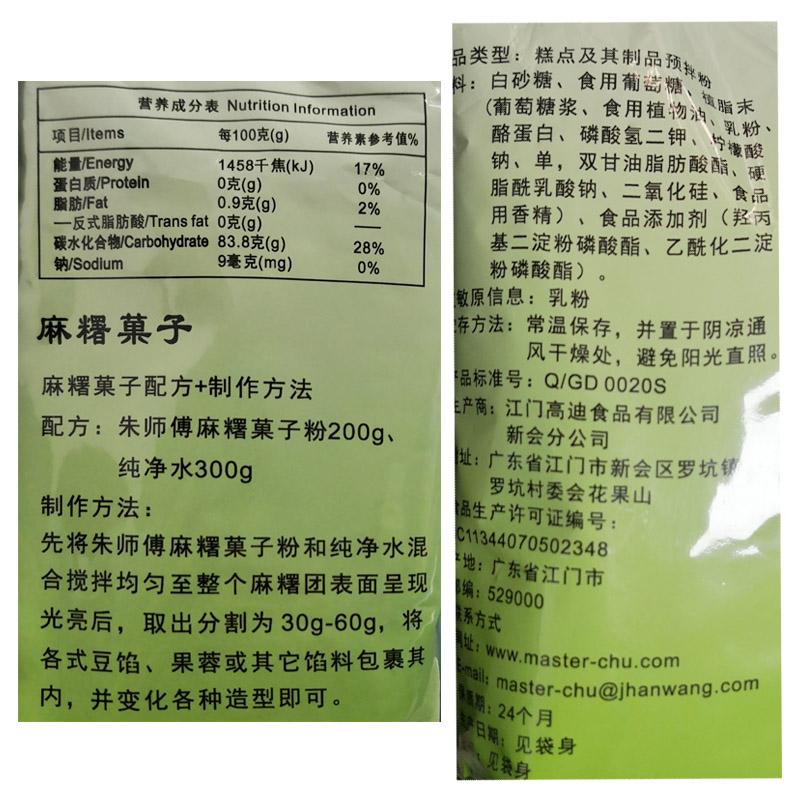 营养成分表 Nutrition Information
项目/Items 每100克(g) 营养素参考值%
能量/Energy 1458千焦(kJ) 17%
蛋白质/Protein 0克(g) 0%
脂肪/Fat 0.9克(g) 2%
—反式脂肪酸/Trans fat 0克(g) —
碳水化合物/Carbohydrate 83.8克(g) 28%
钠/Sodium 9毫克(mg) 0%
麻糬菓子
麻糬菓子配方+制作方法
配方：朱师傅麻糬菓子粉200g、
纯净水300g
制作方法：
先将朱师傅麻糬菓子粉和纯净水混
合搅拌均匀至整个麻糬团表面呈现
光亮后，取出分割为 30g-60g，将
各式豆馅、果蓉或其它馅料包裹其
内，并变化各种造型即可。
品类型：糕点及其制品预拌粉
料：白砂糖、食用葡萄糖、植脂末
(葡萄糖浆、食用植物油、乳粉、
酪蛋白、磷酸氢二钾、柠檬酸
钠、单，双甘油脂肪酸酯、硬
脂酰乳酸钠、二氧化硅、食品
用香精）、食品添加剂（羟丙
基二淀粉磷酸酯、乙酰化二淀
粉磷酸酯）。
敏原信息：乳粉
存方法：常温保存，并置于阴凉通
风干燥处，避免阳光直照。
品标准号：Q/GD 0020S
生产商：江门高迪食品有限公司
新会分公司
址：广东省江门市新会区罗坑镇
罗坑村委会花果山
食品生产许可证编号：
C11344070502348
产地：广东省江门市
邮编：529000
联系方式
网址：www.master-chu.com
E-mail：master-chu@jhanwang.com
质期：24个月
产日期：见袋身
：见袋身